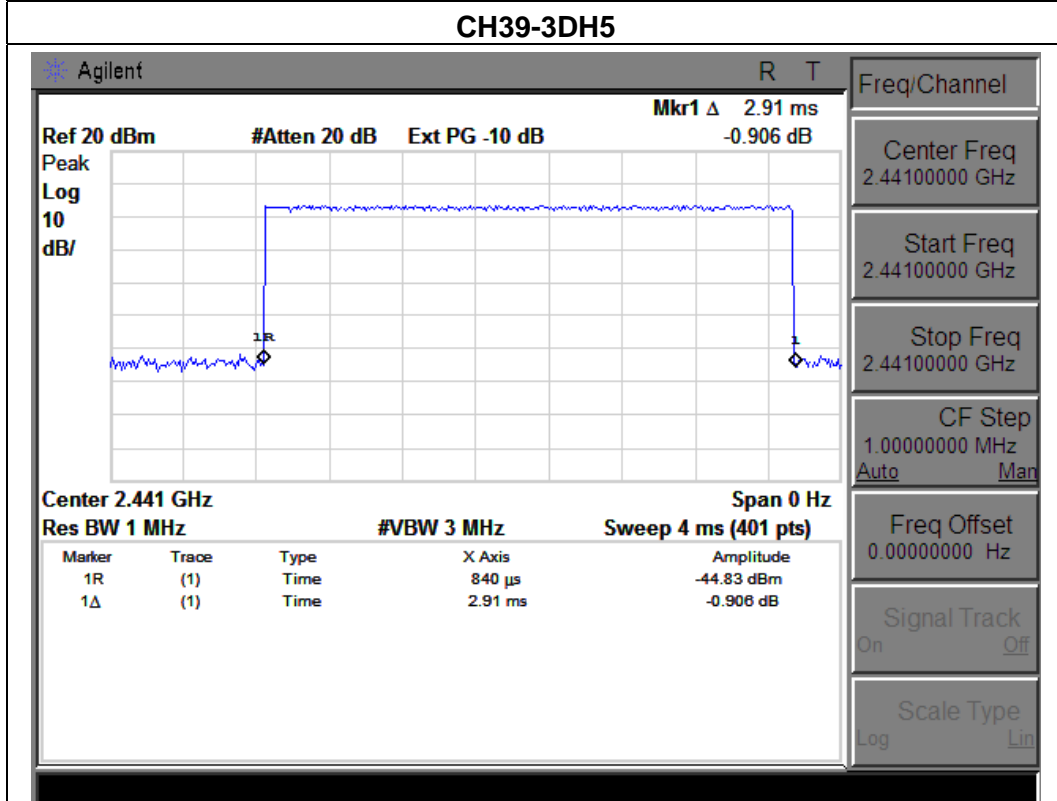 CH39-3DH5
Agilent
R T
Mkr1 Δ 2.91 ms
Ref 20 dBm #Atten 20 dB Ext PG -10 dB -0.906 dB
Peak
Log
10
dB/
1R
1
Center 2.441 GHz Span 0 Hz
Res BW 1 MHz #VBW 3 MHz Sweep 4 ms (401 pts)
Marker Trace Type X Axis Amplitude
1R (1) Time 840 µs -44.83 dBm
1Δ (1) Time 2.91 ms -0.906 dB
Freq/Channel
Center Freq
2.44100000 GHz
Start Freq
2.44100000 GHz
Stop Freq
2.44100000 GHz
CF Step
1.00000000 MHz
Auto Man
Freq Offset
0.00000000 Hz
Signal Track
On Off
Scale Type
Log Lin